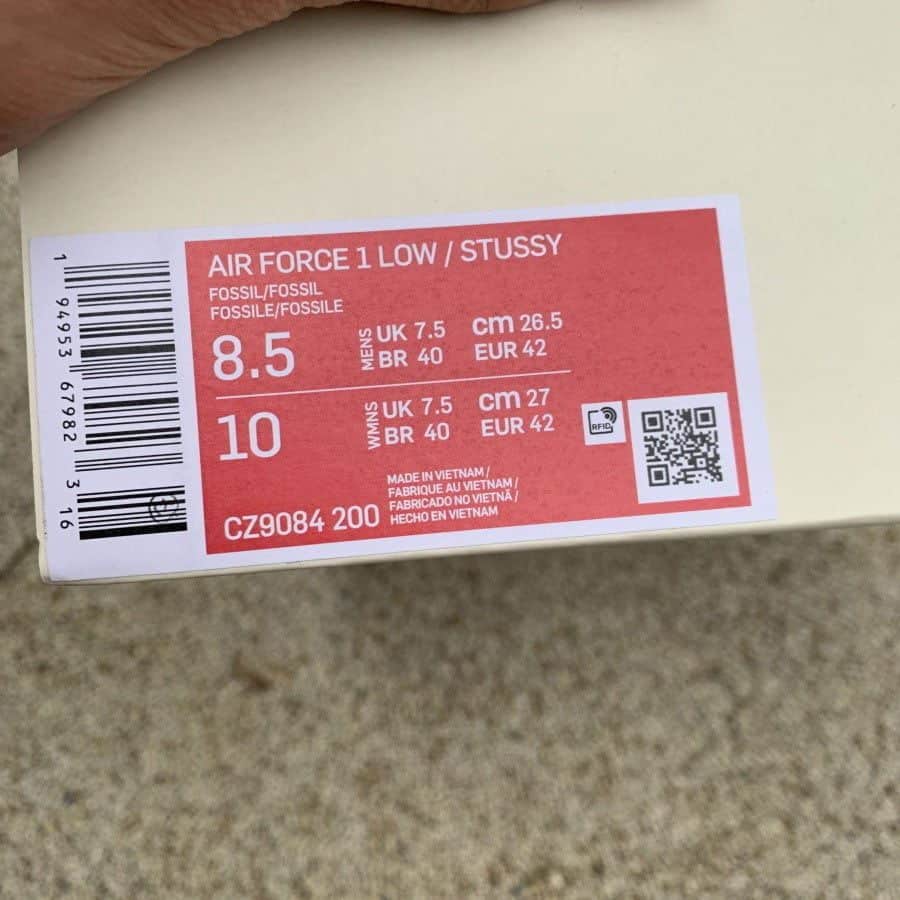 AIR FORCE 1 LOW / STUSSY
FOSSIL/FOSSIL
FOSSILE/FOSSILE
8.5
MENS
UK 7.5 cm 26.5
BR 40 EUR 42
10
WMNS
UK 7.5 cm 27
BR 40 EUR 42
RFID
CZ9084 200
MADE IN VIETNAM /
FABRIQUE AU VIETNAM /
FABRICADO NO VIETNÃ /
HECHO EN VIETNAM
1 94953 67982 3 16